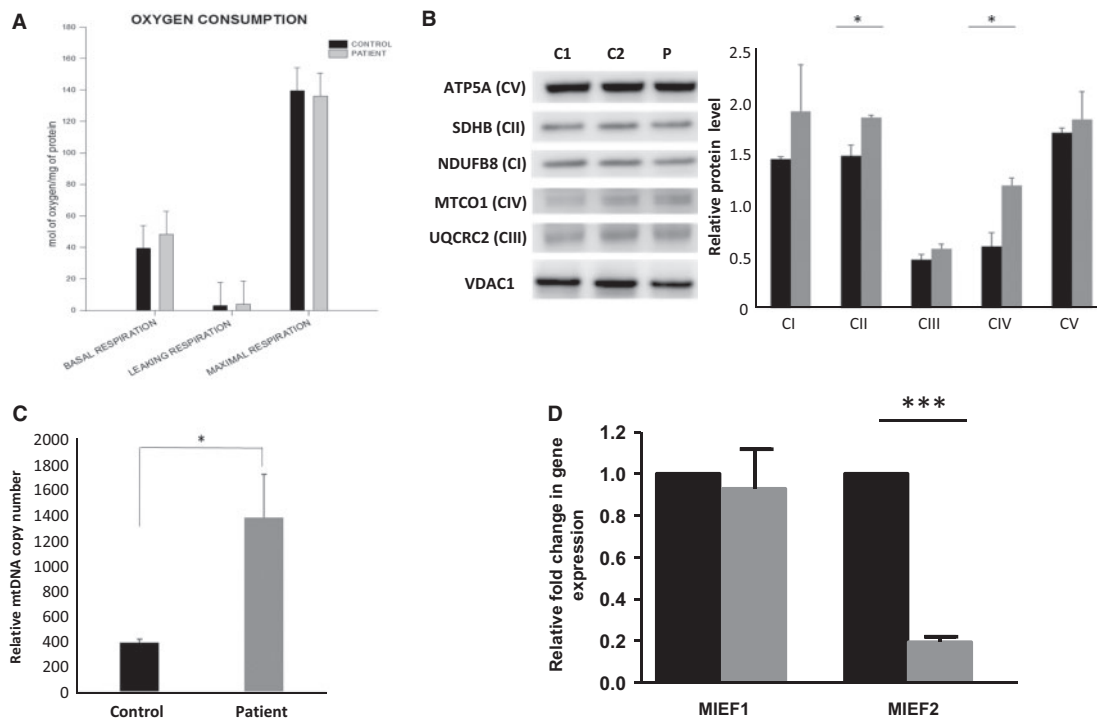 A
OXYGEN CONSUMPTION
mol of oxygen/mg of protein
180
160
140
120
100
80
60
40
20
0
CONTROL
PATIENT
BASAL RESPIRATION
LEAKING RESPIRATION
MAXIMAL RESPIRATION
B
C1 C2 P
ATP5A (CV)
SDHB (CII)
NDUFB8 (CI)
MTCO1 (CIV)
UQCRC2 (CIII)
VDAC1
* *
Relative protein level
2.5
2.0
1.5
1.0
0.5
0
CI CII CIII CIV CV
C
Relative mtDNA copy number
2000
1800
1600
1400
1200
1000
800
600
400
200
0
*
Control Patient
D
Relative fold change in gene
expression
1.2
1.0
0.8
0.6
0.4
0.2
0.0
***
MIEF1 MIEF2